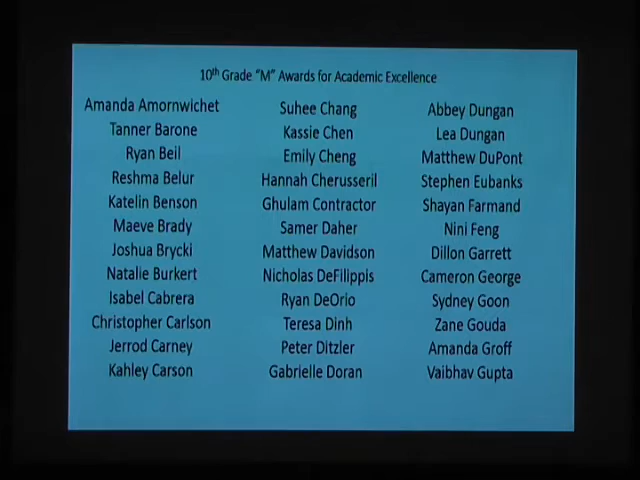 10th Grade "M" Awards for Academic Excellence
Amanda Amornwichet
Tanner Barone
Ryan Beil
Reshma Belur
Katelin Benson
Maeve Brady
Joshua Brycki
Natalie Burkert
Isabel Cabrera
Christopher Carlson
Jerrod Carney
Kahley Carson
Suhee Chang
Kassie Chen
Emily Cheng
Hannah Cherusseril
Ghulam Contractor
Samer Daher
Matthew Davidson
Nicholas DeFilippis
Ryan DeOrio
Teresa Dinh
Peter Ditzler
Gabrielle Doran
Abbey Dungan
Lea Dungan
Matthew DuPont
Stephen Eubanks
Shayan Farmand
Nini Feng
Dillon Garrett
Cameron George
Sydney Goon
Zane Gouda
Amanda Groff
Vaibhav Gupta